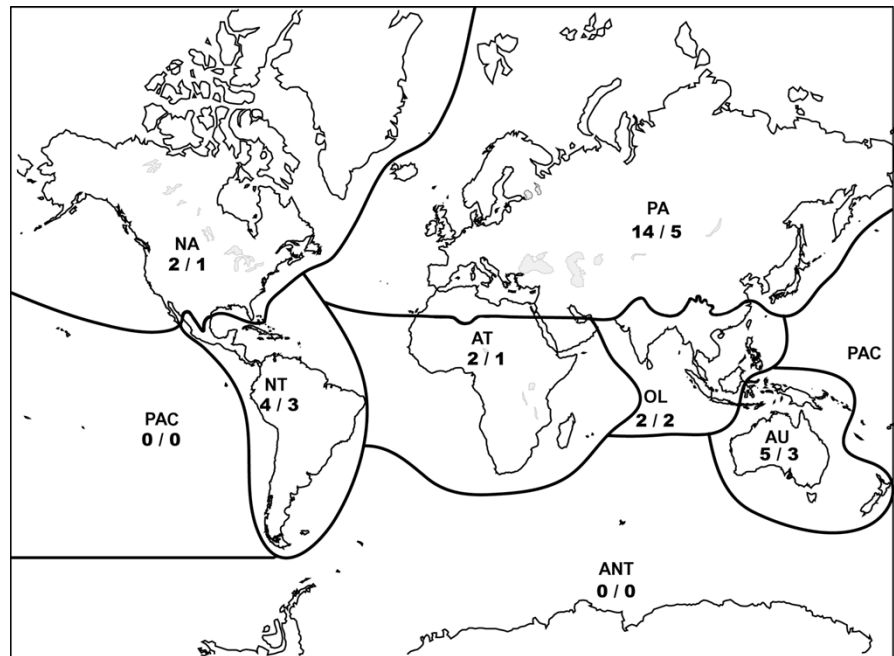 PA
14 / 5
NA
2 / 1
AT
2 / 1
PAC
NT
4 / 3
OL
2 / 2
PAC
0 / 0
AU
5 / 3
ANT
0 / 0